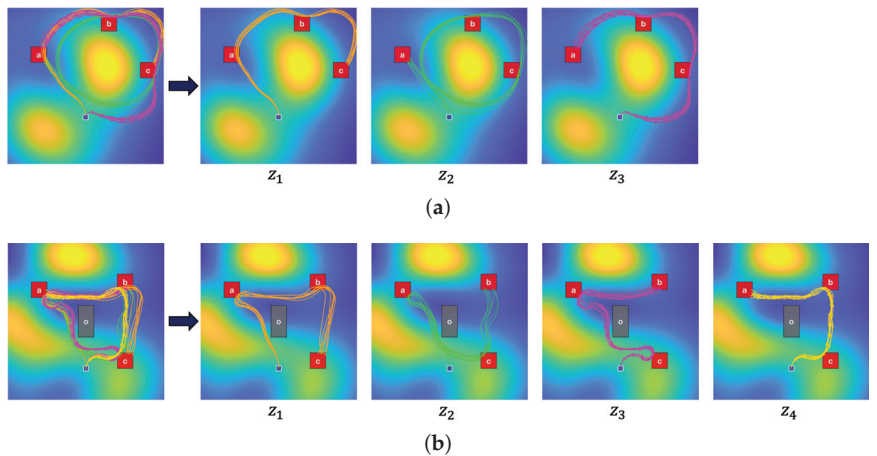 b b b b
a a a a
c c c c
z₁ z₂ z₃
(a)
b b b b b
a a a a a
o o o o o
c c c c c
z₁ z₂ z₃ z₄
(b)